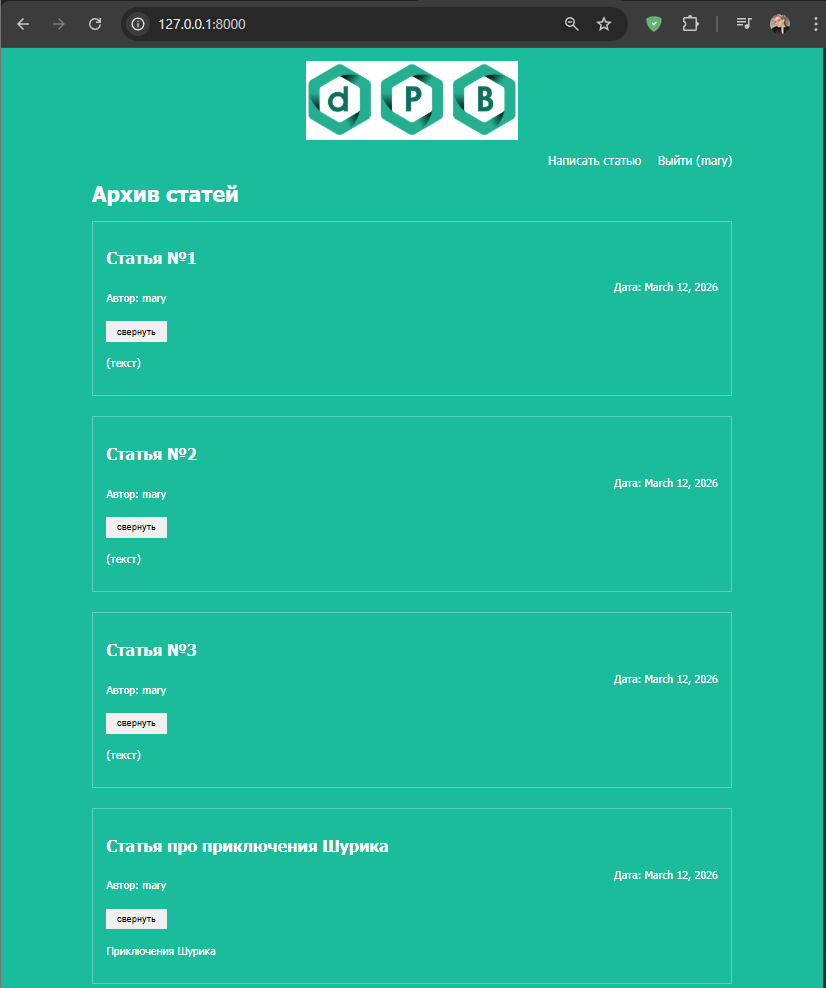 127.0.0.1:8000
d P B
Написать статью Выйти (mary)
Архив статей
Статья №1
Дата: March 12, 2026
Автор: mary
свернуть
(текст)
Статья №2
Дата: March 12, 2026
Автор: mary
свернуть
(текст)
Статья №3
Дата: March 12, 2026
Автор: mary
свернуть
(текст)
Статья про приключения Шурика
Дата: March 12, 2026
Автор: mary
свернуть
Приключения Шурика